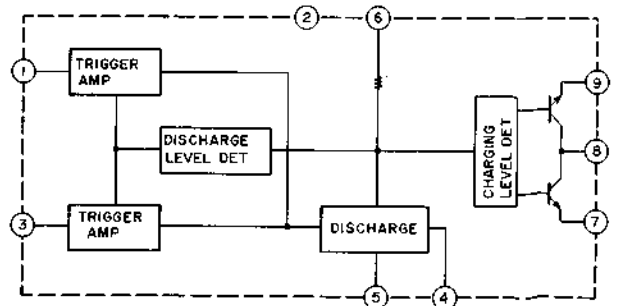 2
6
1
TRIGGER
AMP
9
DISCHARGE
LEVEL DET
CHARGING
LEVEL DET
8
3
TRIGGER
AMP
DISCHARGE
7
5
4